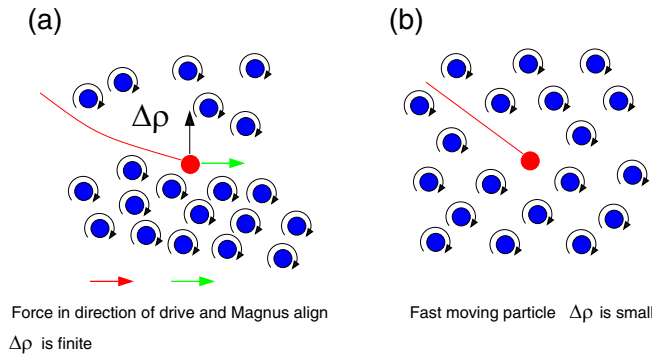 (a)
(b)
Δρ
Force in direction of drive and Magnus align
Δρ is finite
Fast moving particle Δρ is small